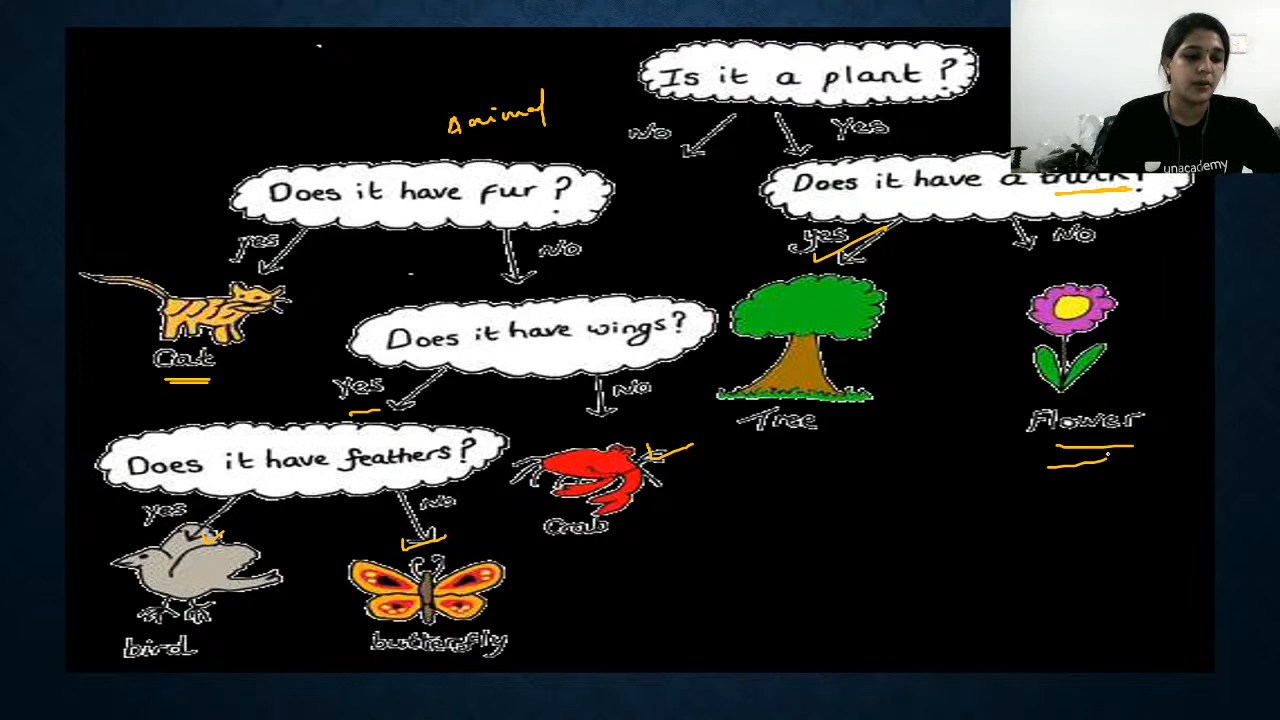 Is it a plant?
Animal
No
Yes
unacademy
Does it have fur?
Does it have a trunk?
yes
No
yes
No
Does it have wings?
Cat
Yes
No
Tree
Flower
Does it have feathers?
yes
No
Crab
bird
butterfly